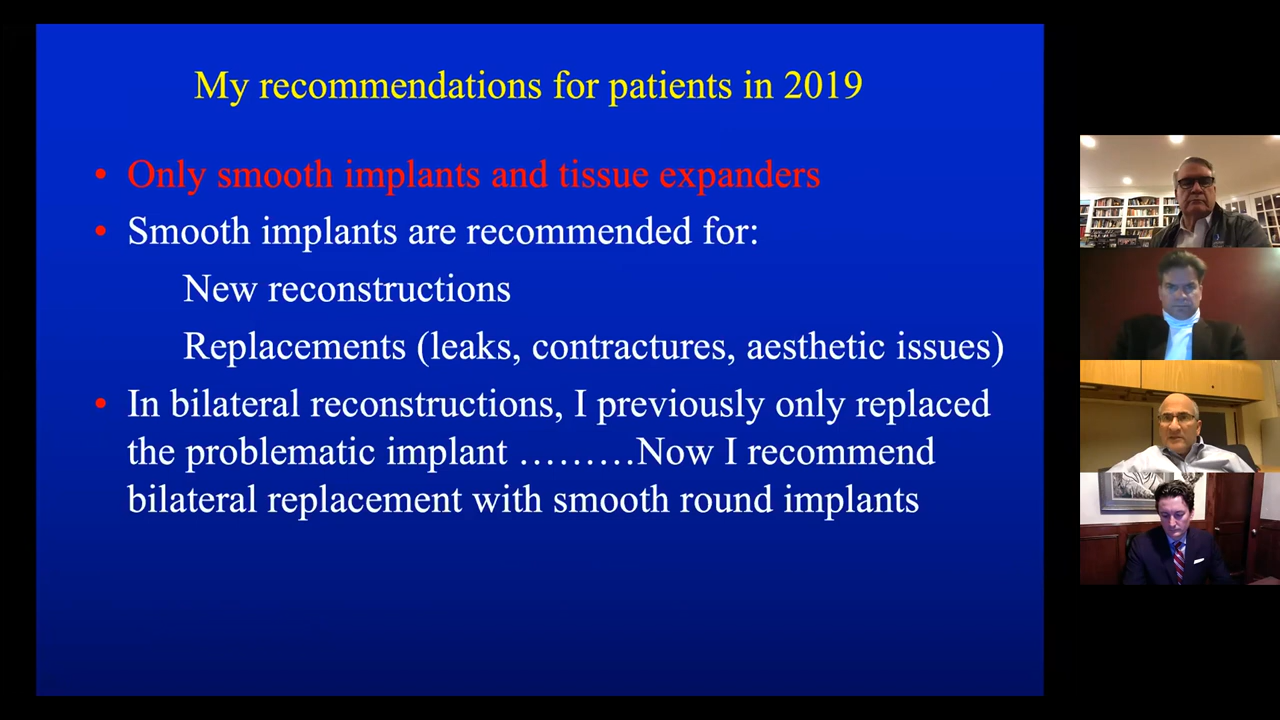 My recommendations for patients in 2019
• Only smooth implants and tissue expanders
• Smooth implants are recommended for:
New reconstructions
Replacements (leaks, contractures, aesthetic issues)
• In bilateral reconstructions, I previously only replaced
the problematic implant ………Now I recommend
bilateral replacement with smooth round implants